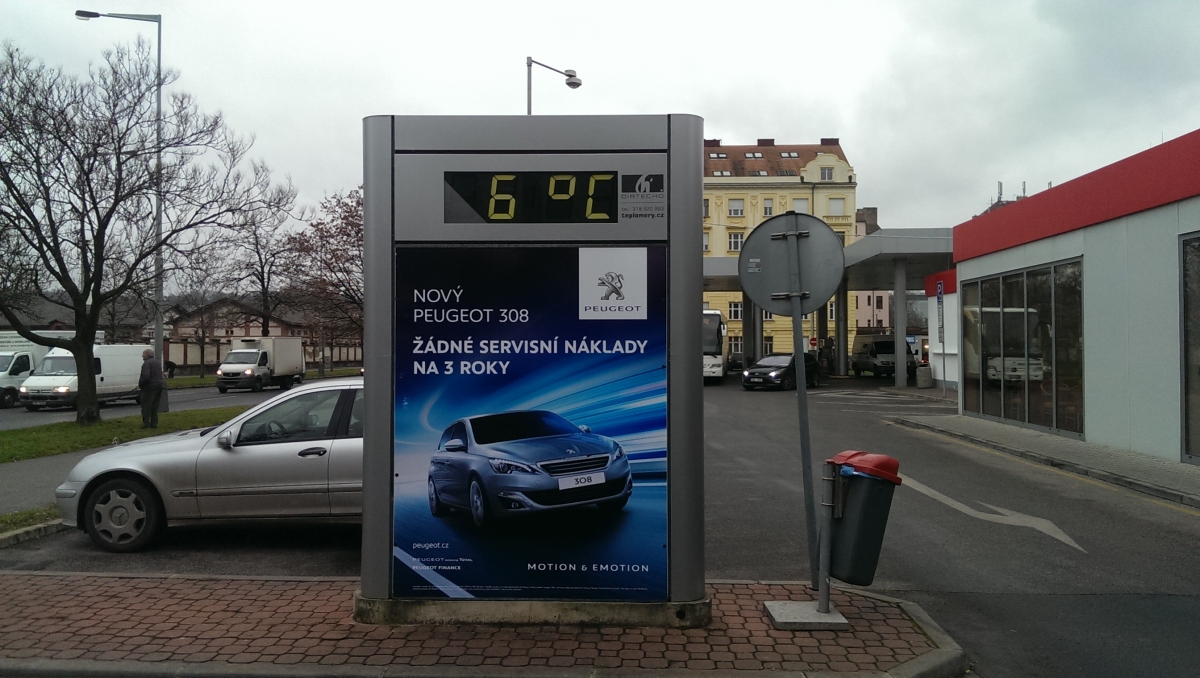 6 °C
teplomery.cz
PEUGEOT
NOVÝ
PEUGEOT 308
ŽÁDNÉ SERVISNÍ NÁKLADY
NA 3 ROKY
308
peugeot.cz
PEUGEOT
PEUGEOT FINANCE
MOTION & EMOTION